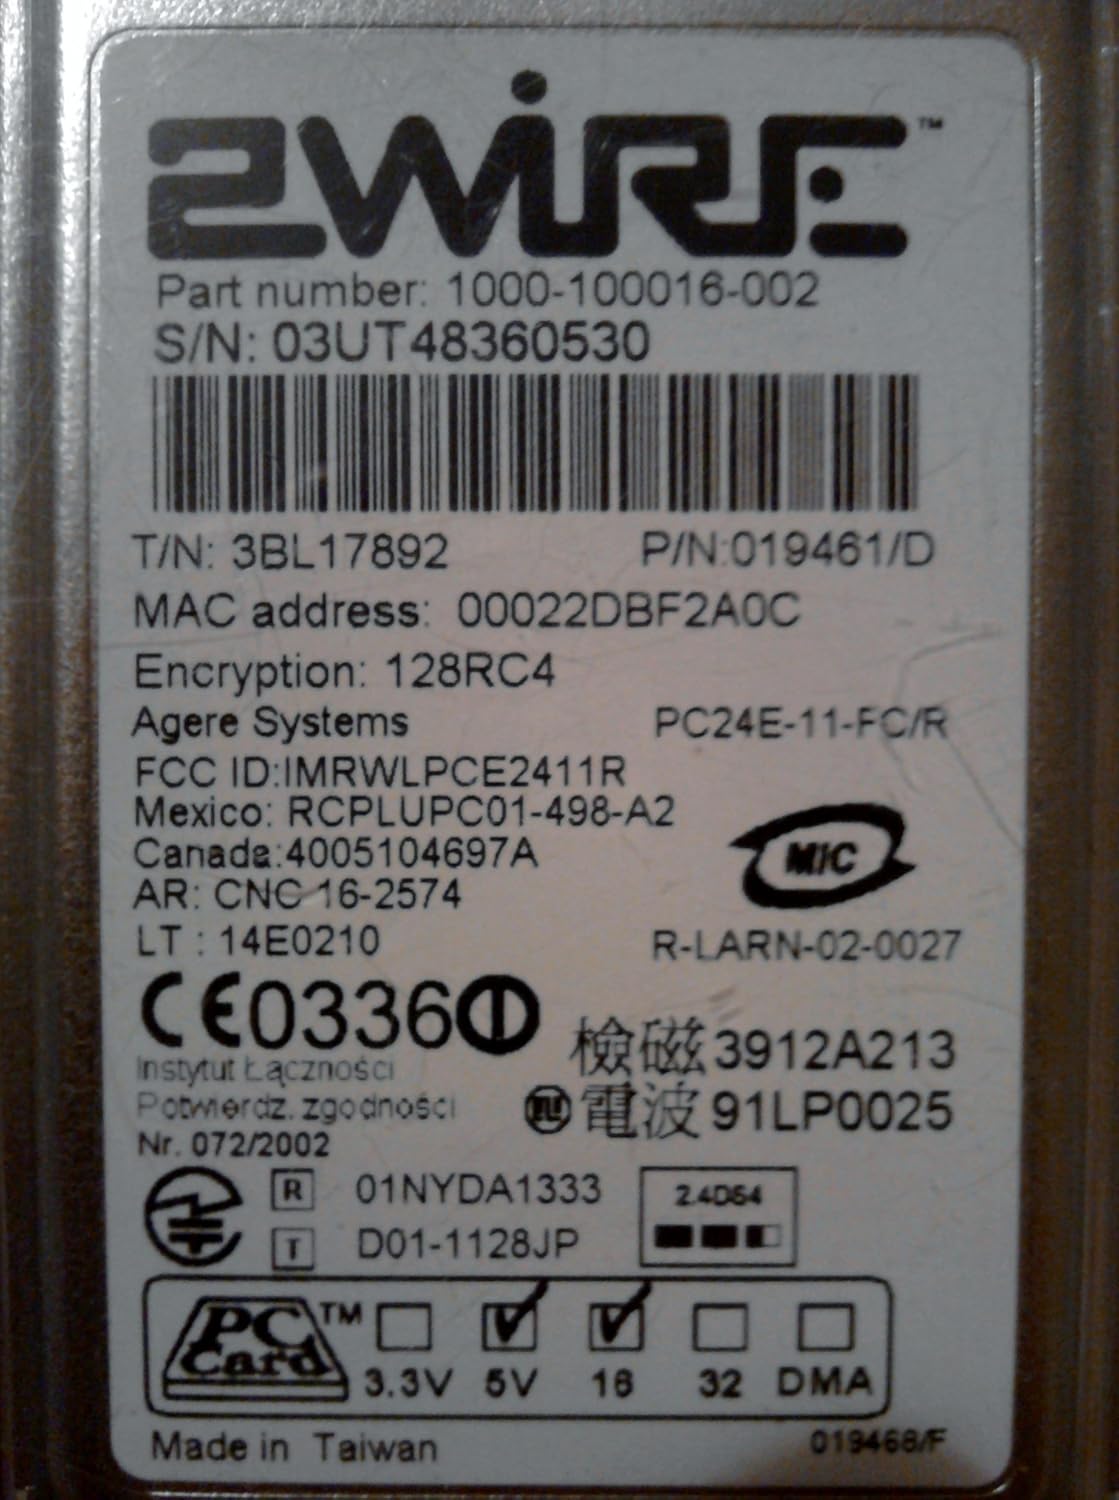 2WiRE™
Part number: 1000-100016-002
S/N: 03UT48360530
T/N: 3BL17892 P/N:019461/D
MAC address: 00022DBF2A0C
Encryption: 128RC4
Agere Systems PC24E-11-FC/R
FCC ID:IMRWLPCE2411R
Mexico: RCPLUPC01-498-A2
Canada:4005104697A
MIC
AR: CNC 16-2574
LT : 14E0210 R-LARN-02-0027
CE0336
Instytut Łączności
檢磁3912A213
Potwierdz. zgodności
電波91LP0025
Nr. 072/2002
R 01NYDA1333
T D01-1128JP
2.4DS4
PC Card™
3.3V 5V 16 32 DMA
Made in Taiwan 019468/F